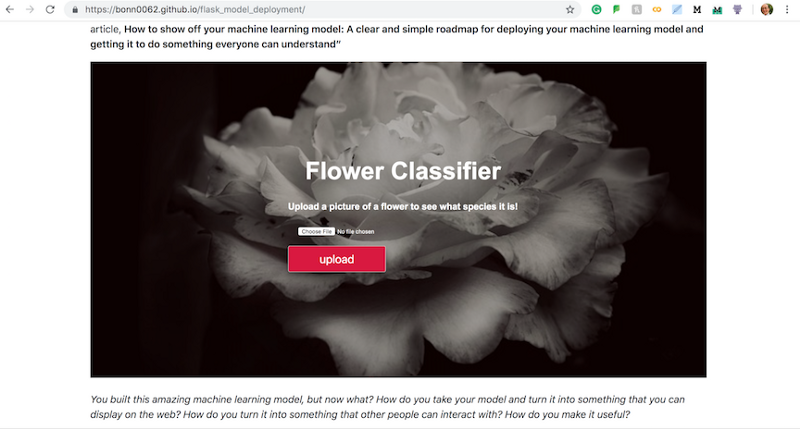 https://bonn0062.github.io/flask_model_deployment/
article, How to show off your machine learning model: A clear and simple roadmap for deploying your machine learning model and
getting it to do something everyone can understand”
Flower Classifier
Upload a picture of a flower to see what species it is!
Choose File No file chosen
upload
You built this amazing machine learning model, but now what? How do you take your model and turn it into something that you can
display on the web? How do you turn it into something that other people can interact with? How do you make it useful?